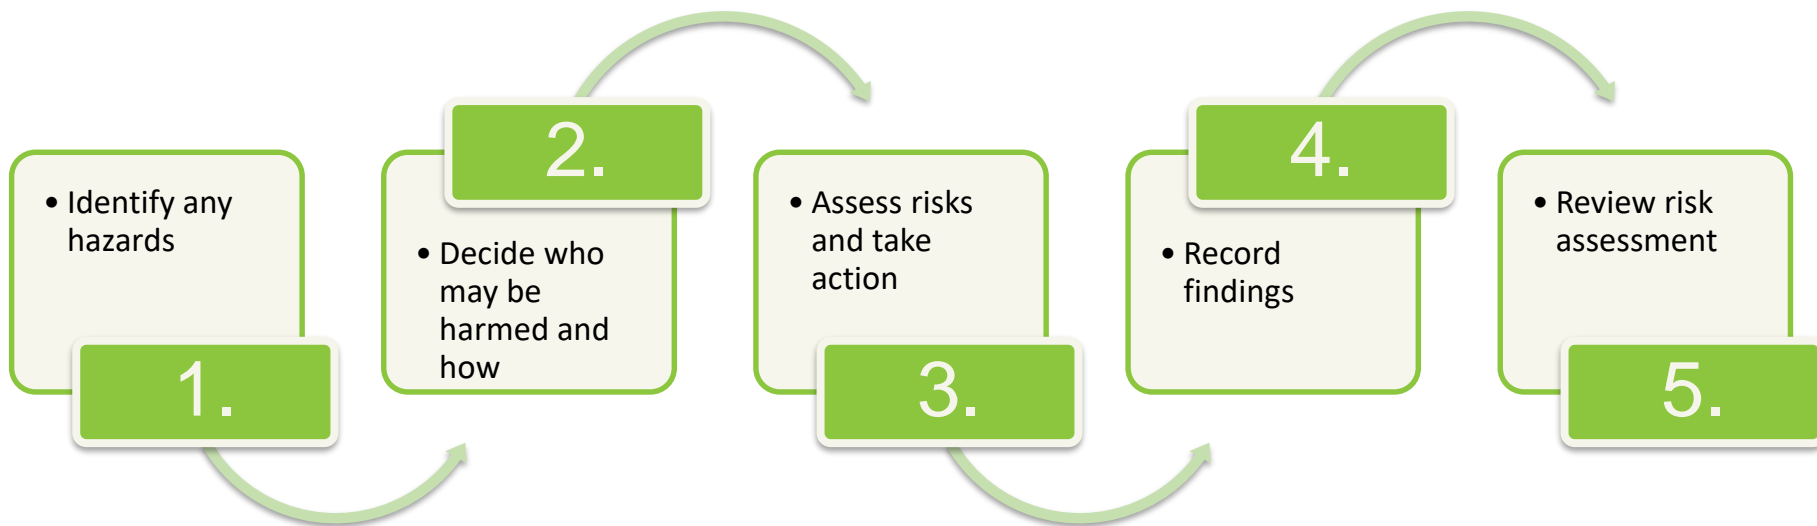 1.
• Identify any
hazards
2.
• Decide who
may be
harmed and
how
3.
• Assess risks
and take
action
4.
• Record
findings
5.
• Review risk
assessment